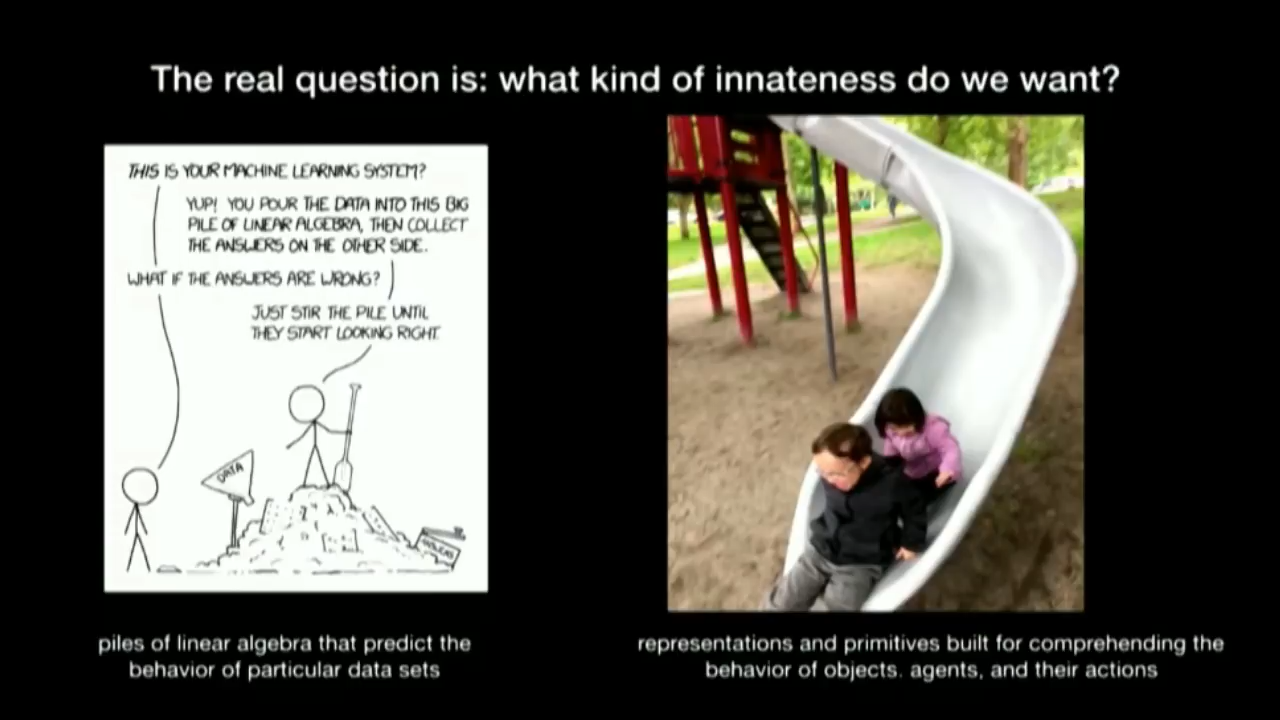 The real question is: what kind of innateness do we want?
THIS IS YOUR MACHINE LEARNING SYSTEM?
YUP! YOU POUR THE DATA INTO THIS BIG
PILE OF LINEAR ALGEBRA, THEN COLLECT
THE ANSWERS ON THE OTHER SIDE.
WHAT IF THE ANSWERS ARE WRONG?
JUST STIR THE PILE UNTIL
THEY START LOOKING RIGHT.
DATA
piles of linear algebra that predict the
behavior of particular data sets
representations and primitives built for comprehending the
behavior of objects. agents, and their actions